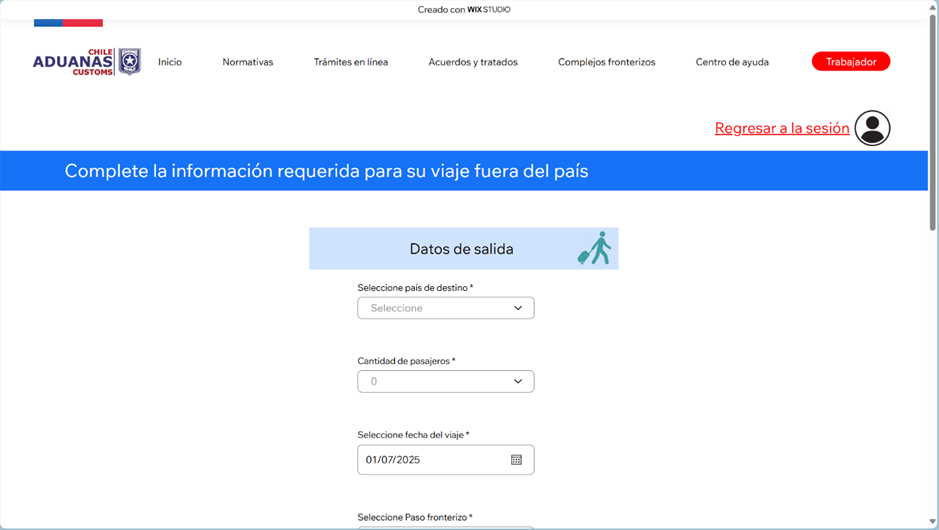 Creado con WIX STUDIO
CHILE
ADUANAS
CUSTOMS
Inicio
Normativas
Trámites en línea
Acuerdos y tratados
Complejos fronterizos
Centro de ayuda
Trabajador
Regresar a la sesión
Complete la información requerida para su viaje fuera del país
Datos de salida
Seleccione país de destino *
Seleccione
Cantidad de pasajeros *
0
Seleccione fecha del viaje *
01/07/2025
Seleccione Paso fronterizo *